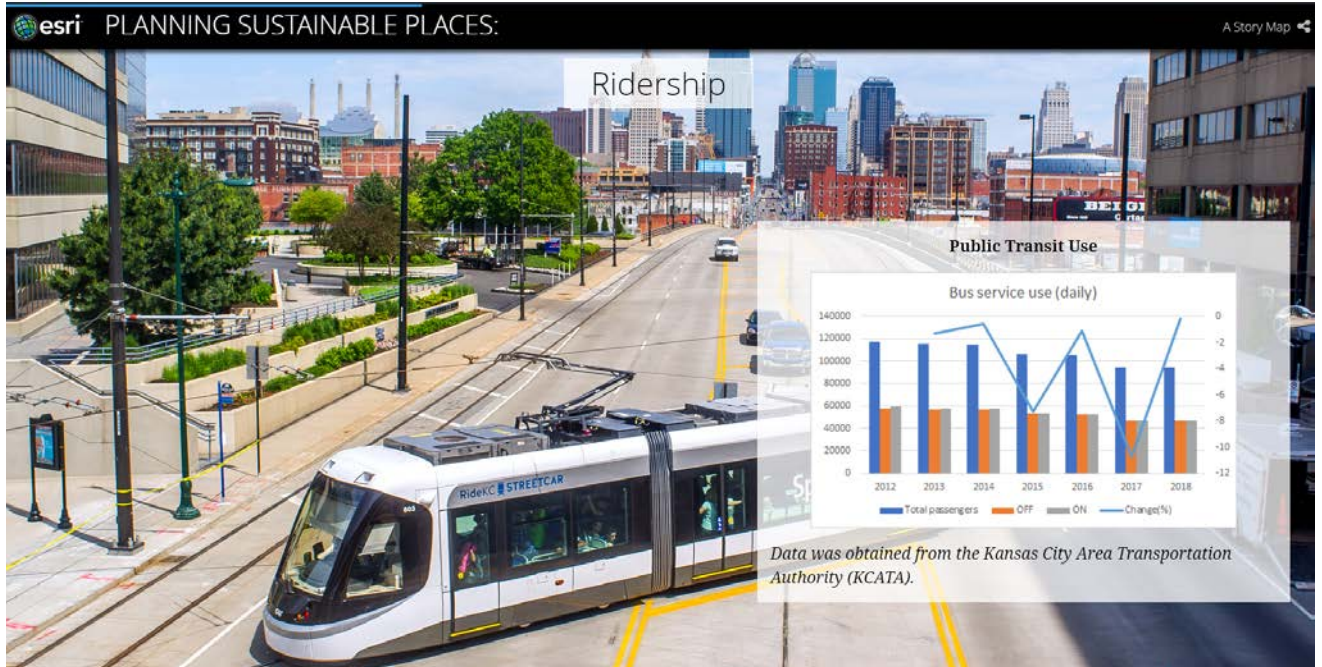 esri PLANNING SUSTAINABLE PLACES:
A Story Map
Ridership
Public Transit Use
Bus service use (daily)
140000
120000
100000
80000
60000
40000
20000
0
0
-2
-4
-6
-8
-10
-12
2012 2013 2014 2015 2016 2017 2018
Total passengers OFF ON Change(%)
Data was obtained from the Kansas City Area Transportation
Authority (KCATA).
RideKC STREETCAR
803